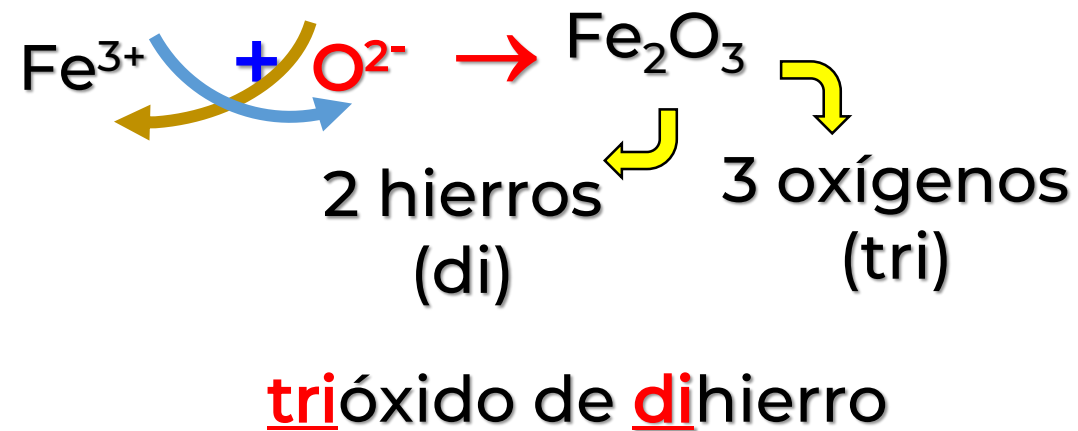 Fe³⁺ + O²⁻ → Fe₂O₃
2 hierros 3 oxígenos
(di) (tri)
trióxido de dihierro